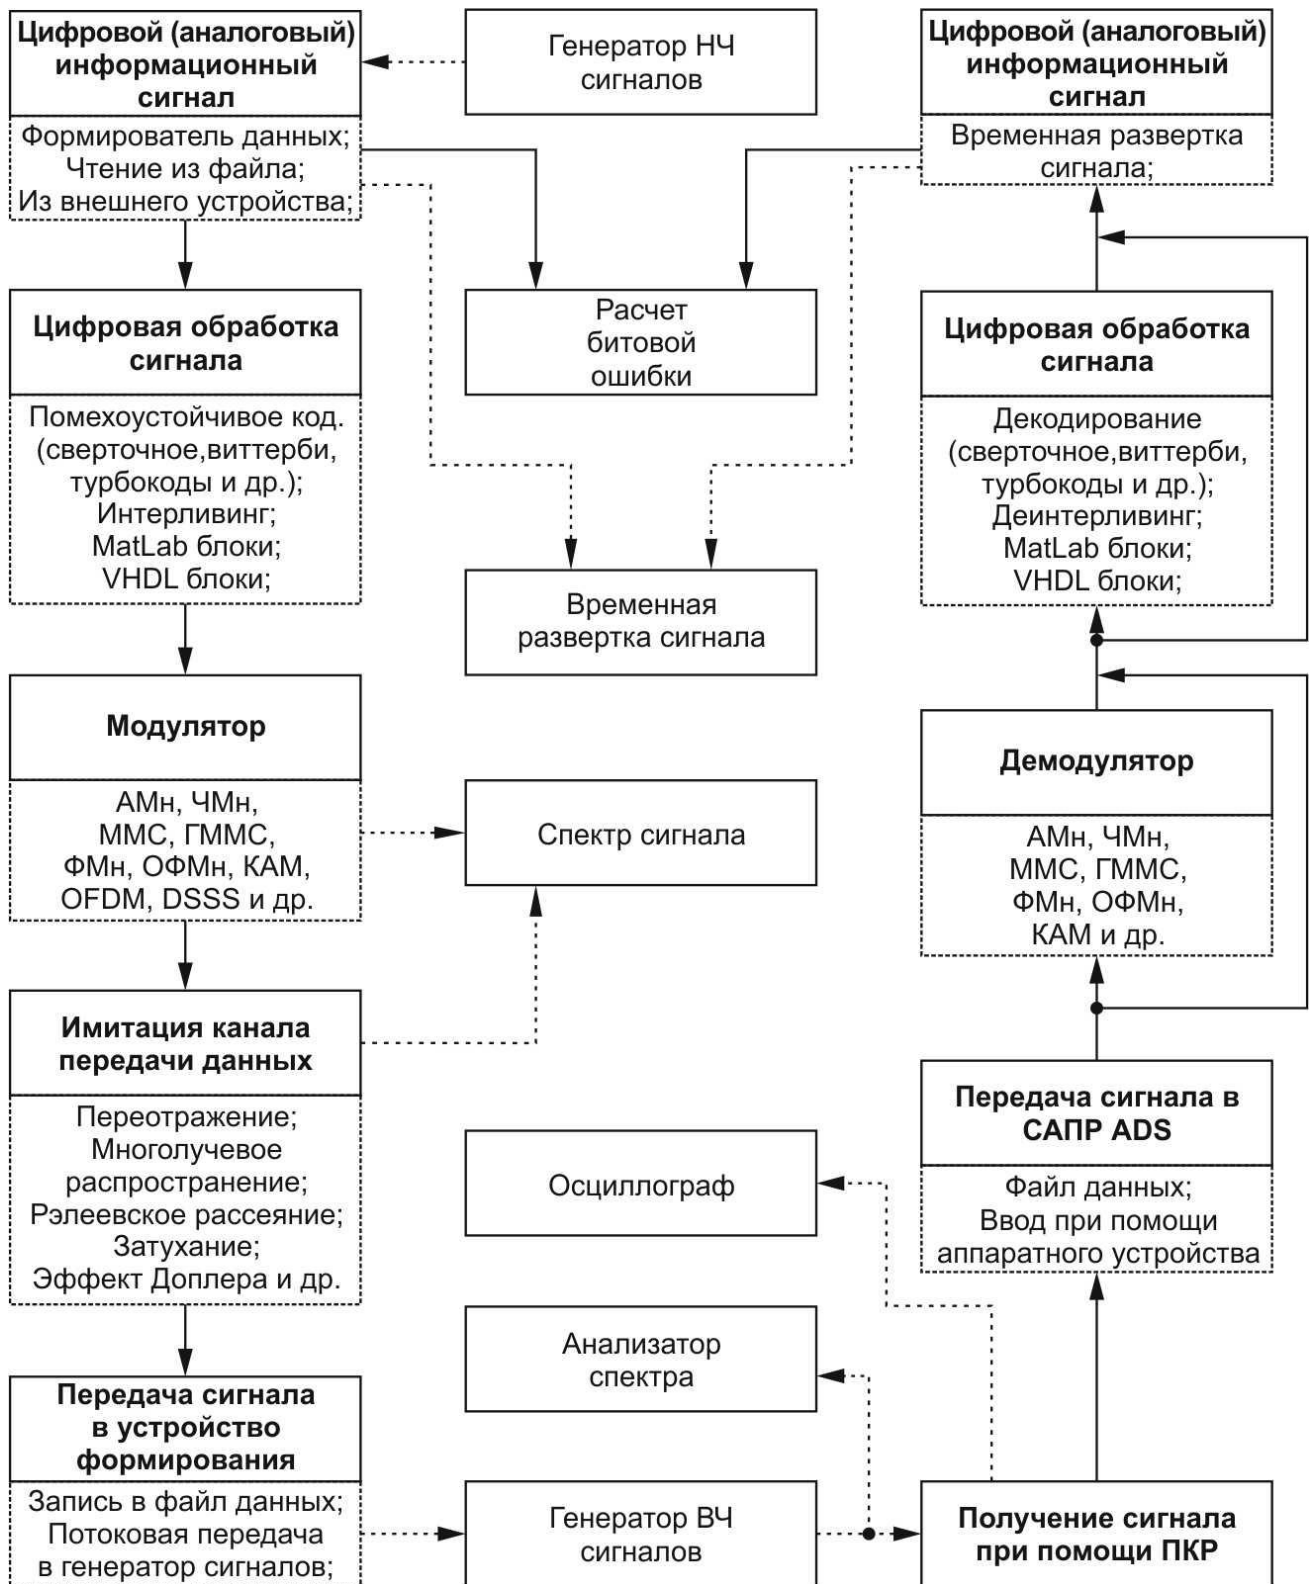 Цифровой (аналоговый)
информационный
сигнал
Формирователь данных;
Чтение из файла;
Из внешнего устройства;
Цифровая обработка
сигнала
Помехоустойчивое код.
(сверточное,виттерби,
турбокоды и др.);
Интерливинг;
MatLab блоки;
VHDL блоки;
Модулятор
АМн, ЧМн,
ММС, ГММС,
ФМн, ОФМн, КАМ,
OFDM, DSSS и др.
Имитация канала
передачи данных
Переотражение;
Многолучевое
распространение;
Рэлеевское рассеяние;
Затухание;
Эффект Доплера и др.
Передача сигнала
в устройство
формирования
Запись в файл данных;
Потоковая передача
в генератор сигналов;
Генератор НЧ
сигналов
Расчет
битовой
ошибки
Временная
развертка сигнала
Спектр сигнала
Осциллограф
Анализатор
спектра
Генератор ВЧ
сигналов
Цифровой (аналоговый)
информационный
сигнал
Временная развертка
сигнала;
Цифровая обработка
сигнала
Декодирование
(сверточное,виттерби,
турбокоды и др.);
Деинтерливинг;
MatLab блоки;
VHDL блоки;
Демодулятор
АМн, ЧМн,
ММС, ГММС,
ФМн, ОФМн,
КАМ и др.
Передача сигнала в
САПР ADS
Файл данных;
Ввод при помощи
аппаратного устройства
Получение сигнала
при помощи ПКР